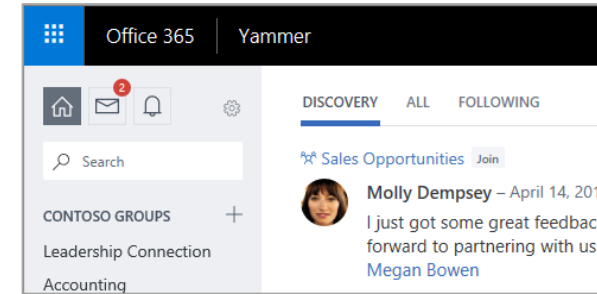 Office 365 Yammer
2
DISCOVERY ALL FOLLOWING
Search
Sales Opportunities Join
Molly Dempsey – April 14, 201
CONTOSO GROUPS
I just got some great feedbac
Leadership Connection
forward to partnering with us
Accounting
Megan Bowen